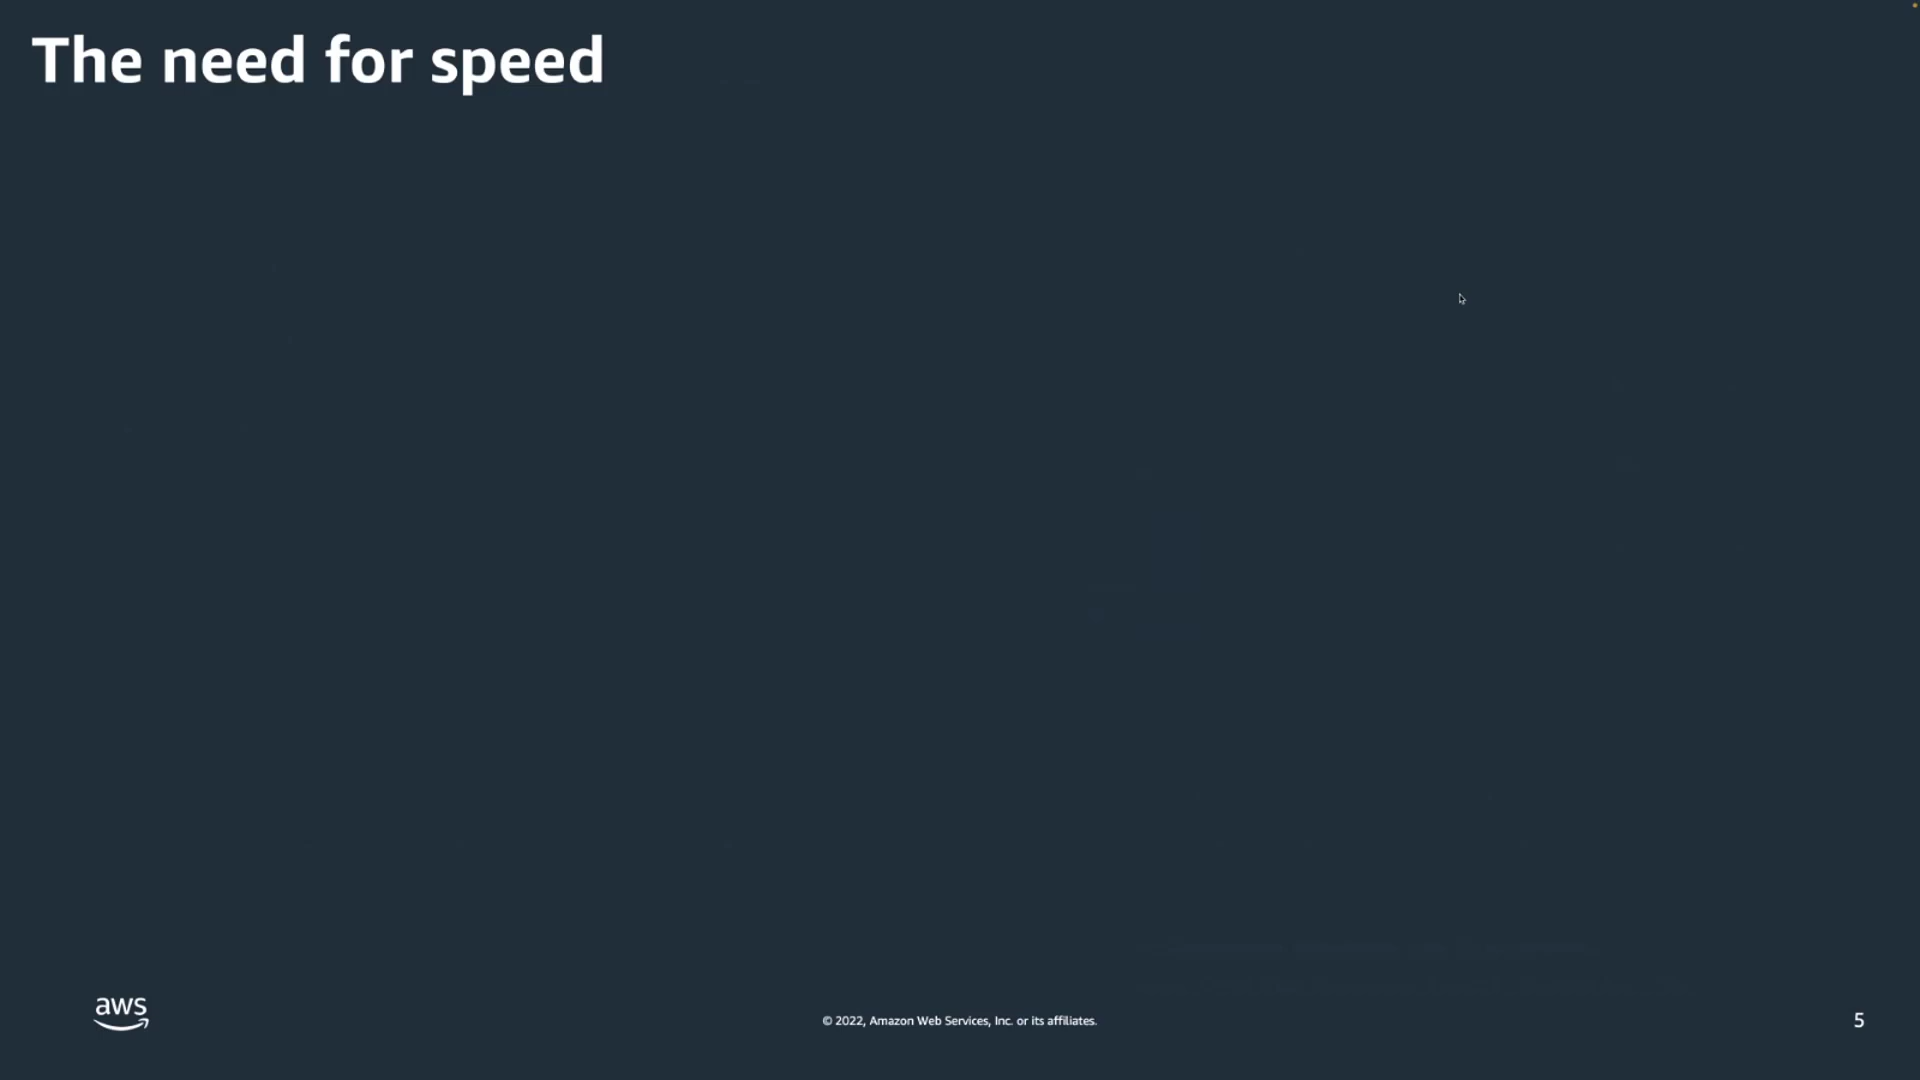 The need for speed
aws
© 2022, Amazon Web Services, Inc. or its affiliates.
5